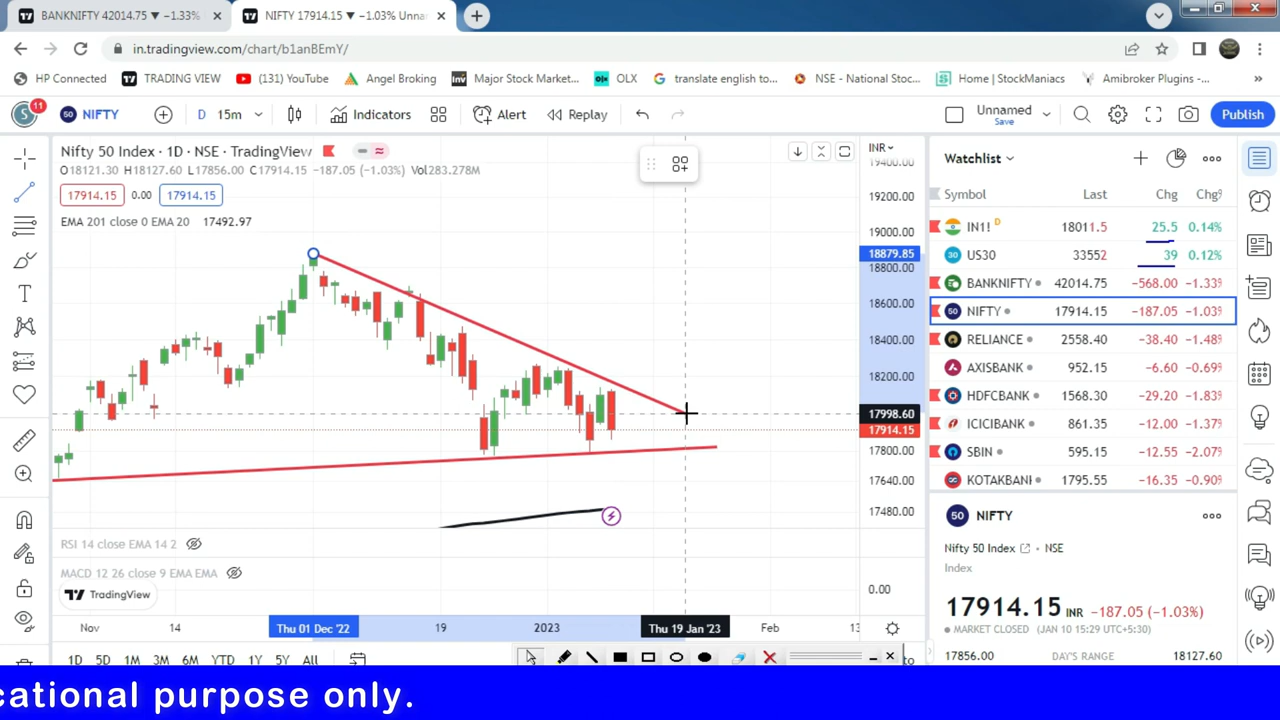 BANKNIFTY 42014.75 ▼ −1.33%
NIFTY 17914.15 ▼ −1.03% Unna
in.tradingview.com/chart/b1anBEmY/
HP Connected TRADING VIEW (131) YouTube Angel Broking Major Stock Market... OLX translate english to... NSE - National Stoc... Home | StockManiacs Amibroker Plugins -... »
S 11 50 NIFTY D 15m Indicators Alert Replay Unnamed Save Publish
Nifty 50 Index · 1D · NSE · TradingView
O18121.30 H18127.60 L17856.00 C17914.15 −187.05 (−1.03%) Vol283.278M
17914.15 0.00 17914.15
EMA 201 close 0 EMA 20 17492.97
INR
19400.00
19200.00
19000.00
18879.85
18800.00
18600.00
18400.00
18200.00
17998.60
17914.15
17800.00
17640.00
17480.00
0.00
RSI 14 close EMA 14 2
MACD 12 26 close 9 EMA EMA
TradingView
Nov 14 Thu 01 Dec '22 19 2023 Thu 19 Jan '23 Feb 13
1D 5D 1M 3M 6M YTD 1Y 5Y All
to
Watchlist
Symbol Last Chg Chg%
IN1! D 18011.5 25.5 0.14%
30 US30 33552 39 0.12%
BANKNIFTY 42014.75 −568.00 −1.33%
50 NIFTY 17914.15 −187.05 −1.03%
RELIANCE 2558.40 −38.40 −1.48%
AXISBANK 952.15 −6.60 −0.69%
HDFCBANK 1568.30 −29.20 −1.83%
ICICIBANK 861.35 −12.00 −1.37%
SBIN 595.15 −12.55 −2.07%
KOTAKBANK 1795.55 −16.35 −0.90%
50 NIFTY
Nifty 50 Index · NSE
Index
17914.15 INR −187.05 (−1.03%)
MARKET CLOSED (JAN 10 15:29 UTC+5:30)
17856.00 DAY'S RANGE 18127.60
cational purpose only.